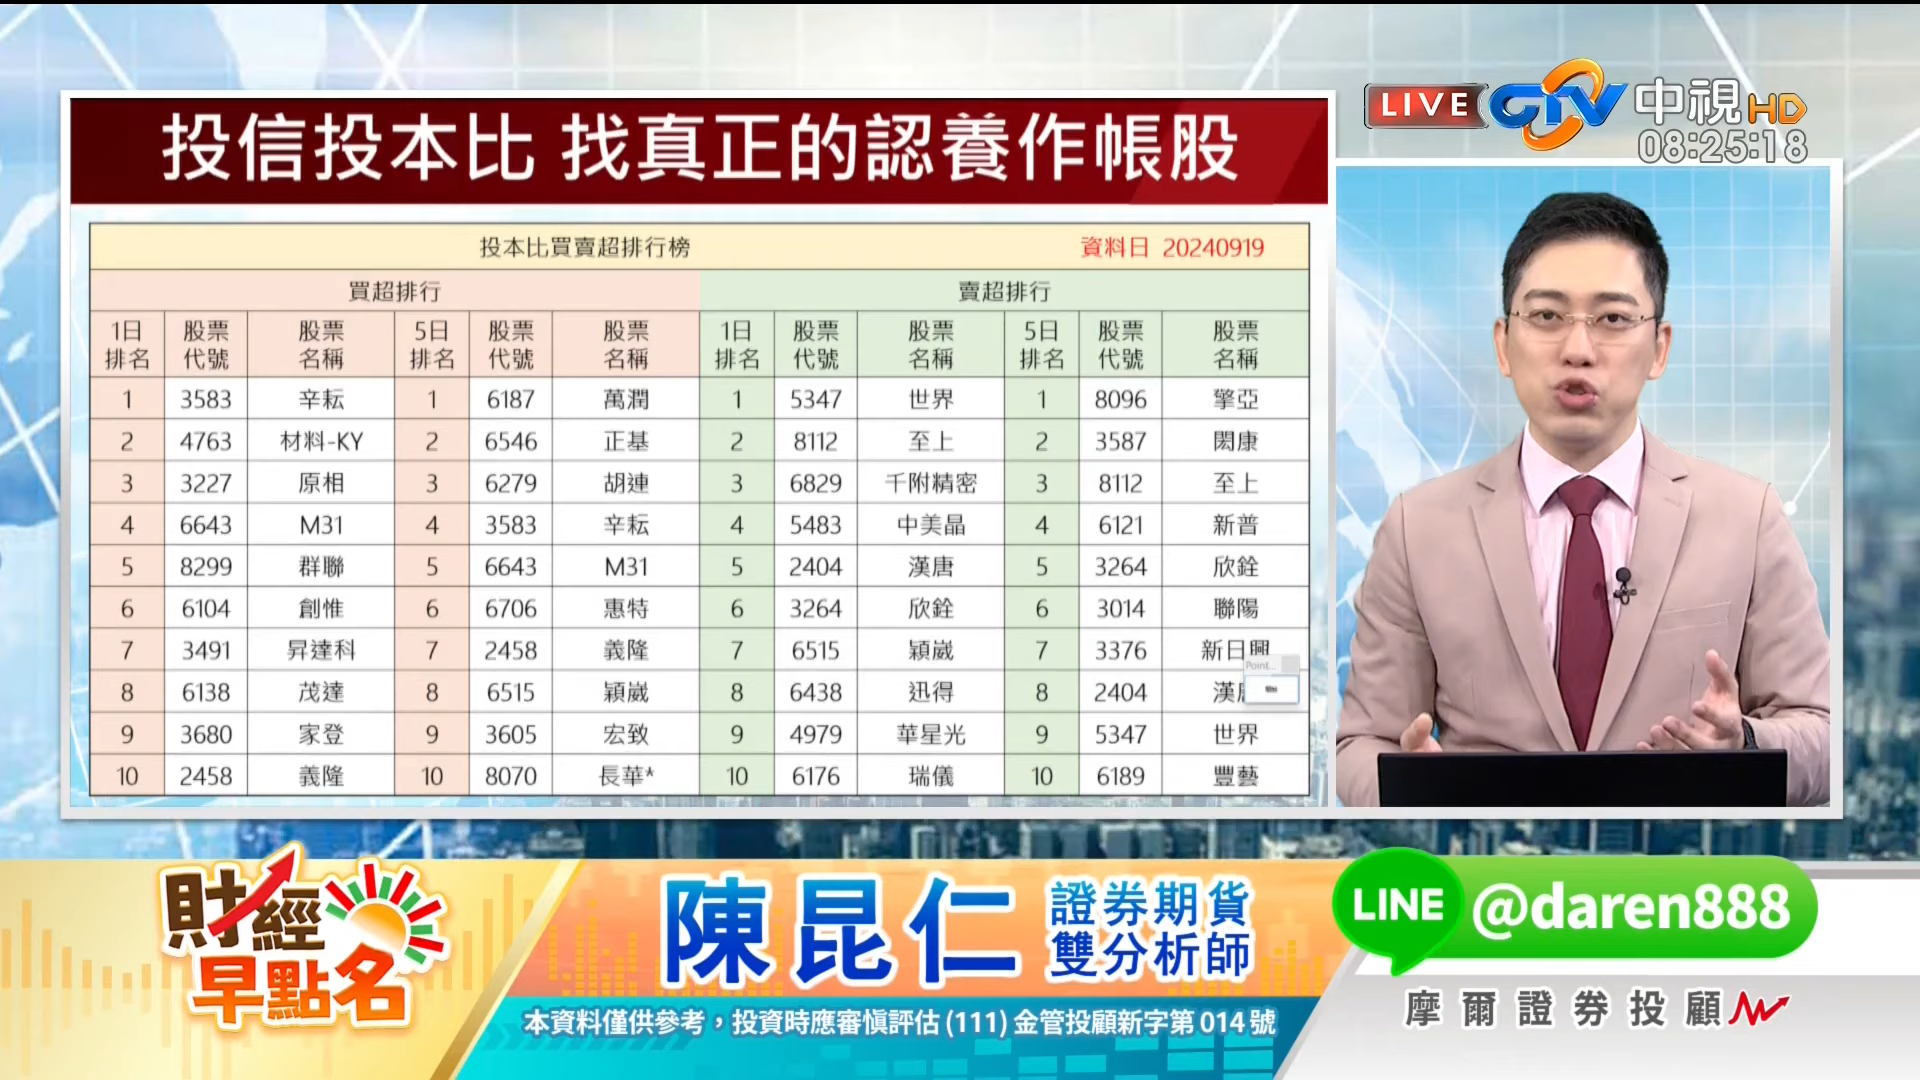 LIVE CTV 中視 HD
08:25:18
投信投本比 找真正的認養作帳股
投本比買賣超排行榜 資料日 20240919
買超排行 賣超排行
1日排名 股票代號 股票名稱 5日排名 股票代號 股票名稱 1日排名 股票代號 股票名稱 5日排名 股票代號 股票名稱
1 3583 辛耘 1 6187 萬潤 1 5347 世界 1 8096 擎亞
2 4763 材料-KY 2 6546 正基 2 8112 至上 2 3587 閎康
3 3227 原相 3 6279 胡連 3 6829 千附精密 3 8112 至上
4 6643 M31 4 3583 辛耘 4 5483 中美晶 4 6121 新普
5 8299 群聯 5 6643 M31 5 2404 漢唐 5 3264 欣銓
6 6104 創惟 6 6706 惠特 6 3264 欣銓 6 3014 聯陽
7 3491 昇達科 7 2458 義隆 7 6515 穎崴 7 3376 新日興
Point...
8 6138 茂達 8 6515 穎崴 8 6438 迅得 8 2404 漢
9 3680 家登 9 3605 宏致 9 4979 華星光 9 5347 世界
10 2458 義隆 10 8070 長華* 10 6176 瑞儀 10 6189 豐藝
財經早點名
陳昆仁 證券期貨雙分析師
LINE @daren888
本資料僅供參考，投資時應審慎評估 (111) 金管投顧新字第 014 號
摩爾證券投顧